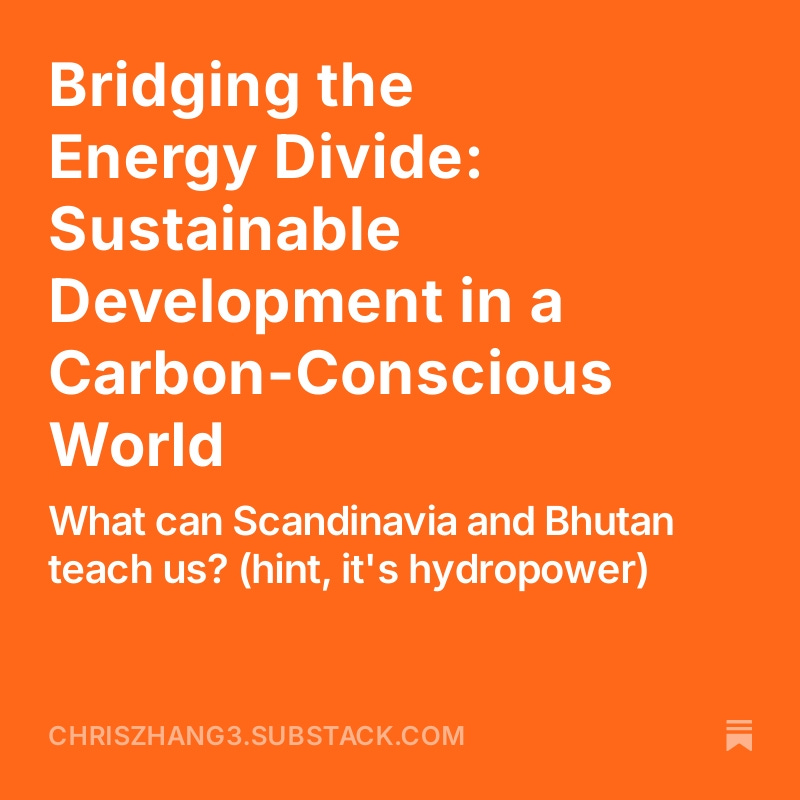 Bridging the
Energy Divide:
Sustainable
Development in a
Carbon-Conscious
World
What can Scandinavia and Bhutan
teach us? (hint, it's hydropower)
CHRISZHANG3.SUBSTACK.COM